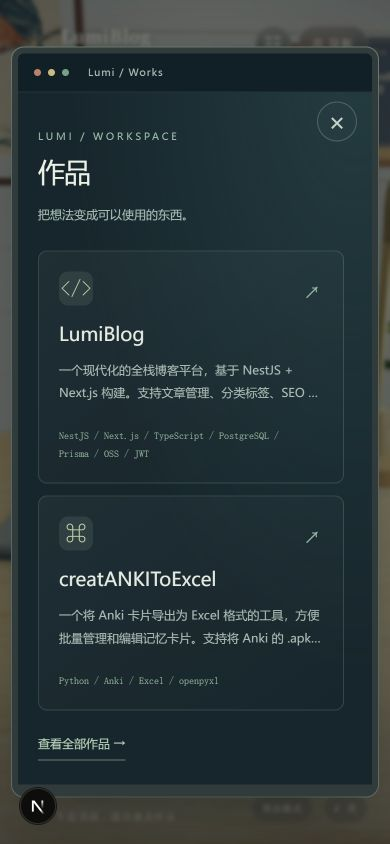 LumiBlog
Lumi / Works
LUMI / WORKSPACE
作品
把想法变成可以使用的东西。
</>
LumiBlog
一个现代化的全栈博客平台，基于 NestJS +
Next.js 构建。支持文章管理、分类标签、SEO ...
NestJS / Next.js / TypeScript / PostgreSQL /
Prisma / OSS / JWT
creatANKIToExcel
一个将 Anki 卡片导出为 Excel 格式的工具，方便
批量管理和编辑记忆卡片。支持将 Anki 的 .apk...
Python / Anki / Excel / openpyxl
查看全部作品 →
N